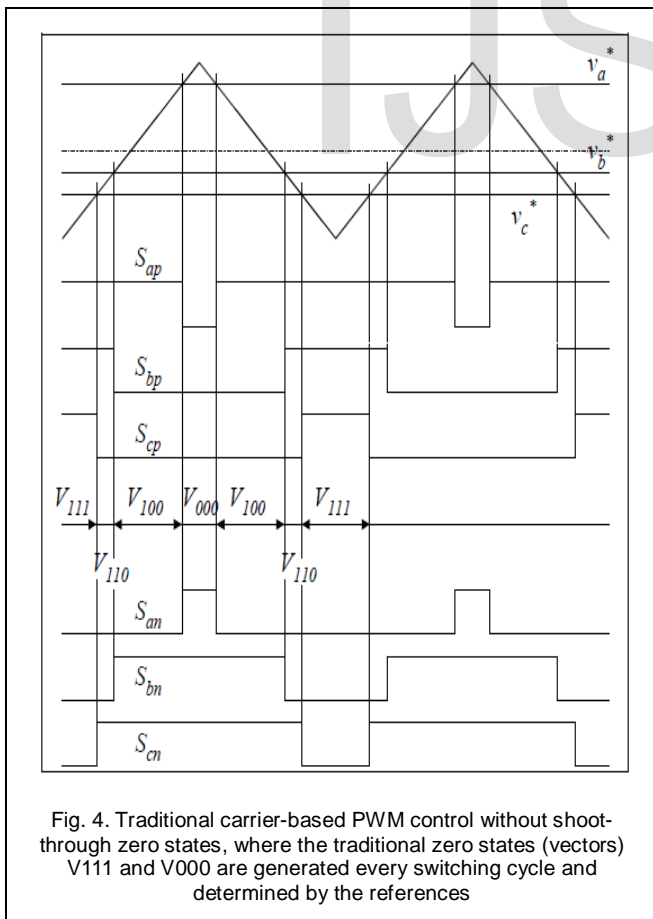 IJS
v_a*
v_b*
v_c*
S_ap
S_bp
S_cp
V_111 V_100 V_000 V_100 V_111
V_110 V_110
S_an
S_bn
S_cn
Fig. 4. Traditional carrier-based PWM control without shoot-
through zero states, where the traditional zero states (vectors)
V111 and V000 are generated every switching cycle and
determined by the references